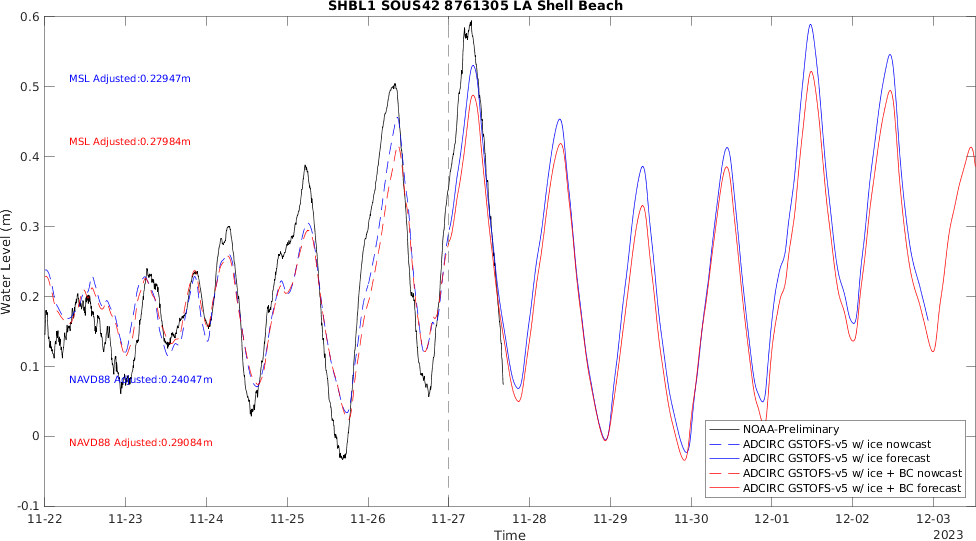 SHBL1 SOUS42 8761305 LA Shell Beach
0.6
0.5
0.4
0.3
0.2
0.1
0
-0.1
Water Level (m)
MSL Adjusted:0.22947m
MSL Adjusted:0.27984m
NAVD88 Adjusted:0.24047m
NAVD88 Adjusted:0.29084m
NOAA-Preliminary
ADCIRC GSTOFS-v5 w/ ice nowcast
ADCIRC GSTOFS-v5 w/ ice forecast
ADCIRC GSTOFS-v5 w/ ice + BC nowcast
ADCIRC GSTOFS-v5 w/ ice + BC forecast
11-22 11-23 11-24 11-25 11-26 11-27 11-28 11-29 11-30 12-01 12-02 12-03
Time 2023